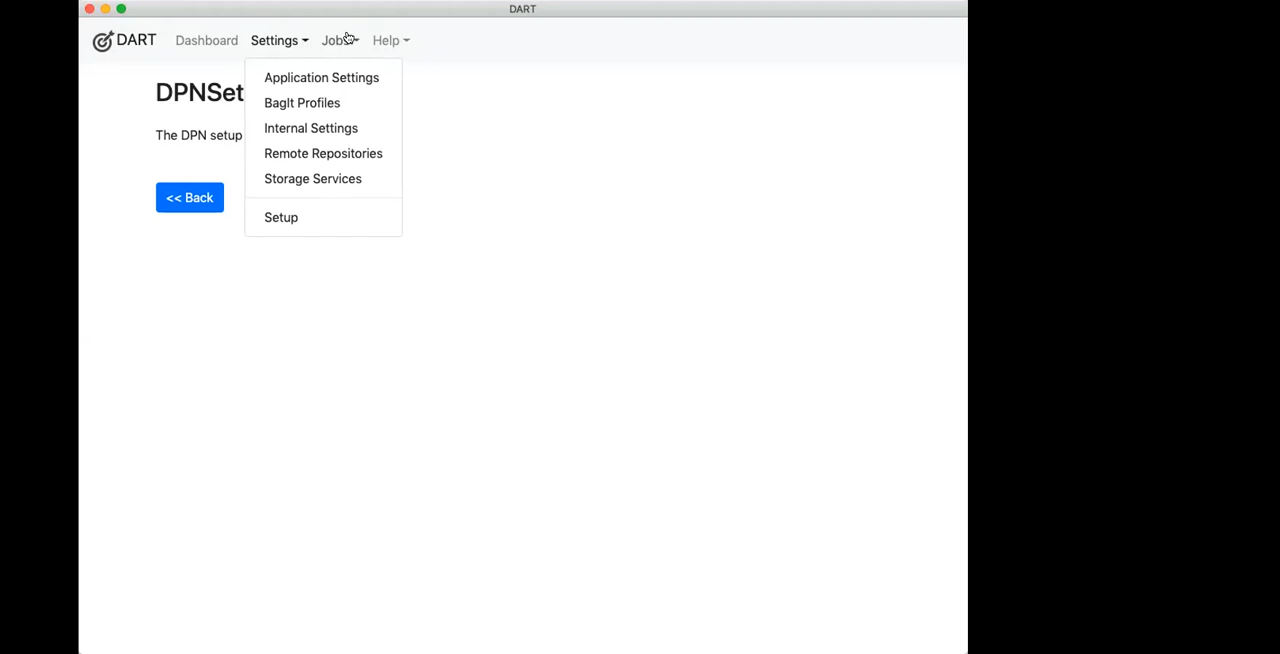 DART
DART Dashboard Settings Help
Application Settings
DPNSet
BagIt Profiles
Internal Settings
The DPN setup
Remote Repositories
Storage Services
<< Back
Setup